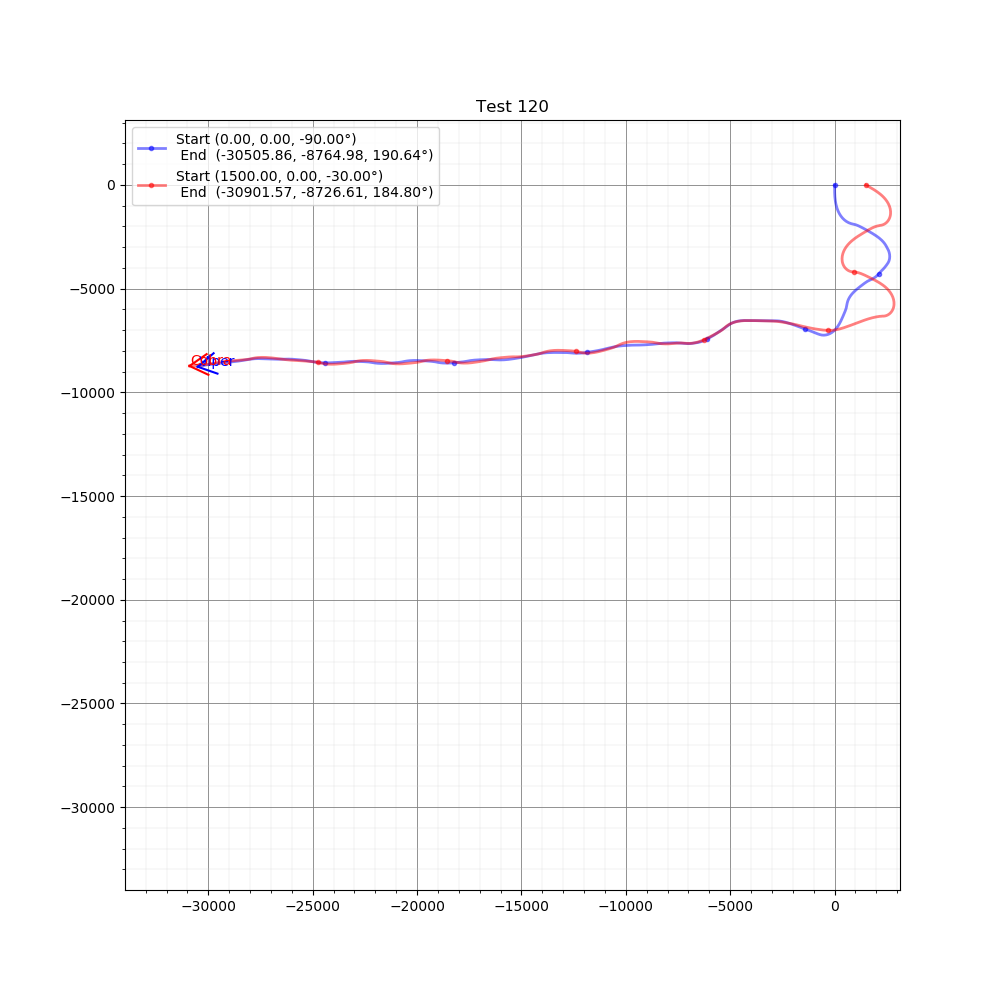 Test 120
Start (0.00, 0.00, -90.00°)
End (-30505.86, -8764.98, 190.64°)
Start (1500.00, 0.00, -30.00°)
End (-30901.57, -8726.61, 184.80°)
0
−5000
−10000
−15000
−20000
−25000
−30000
−30000 −25000 −20000 −15000 −10000 −5000 0